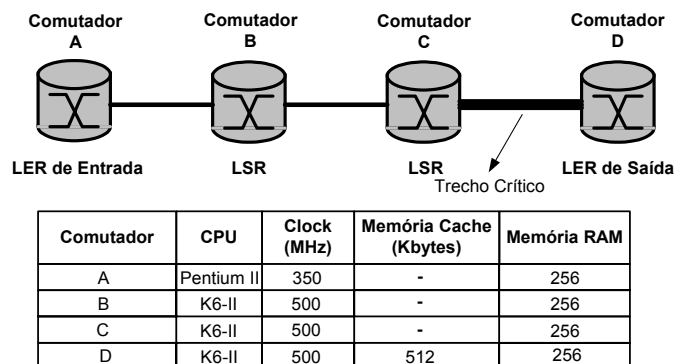 Comutador A
Comutador B
Comutador C
Comutador D
LER de Entrada
LSR
LSR
LER de Saída
Trecho Crítico
Comutador CPU Clock (MHz) Memória Cache (Kbytes) Memória RAM
A Pentium II 350 - 256
B K6-II 500 - 256
C K6-II 500 - 256
D K6-II 500 512 256